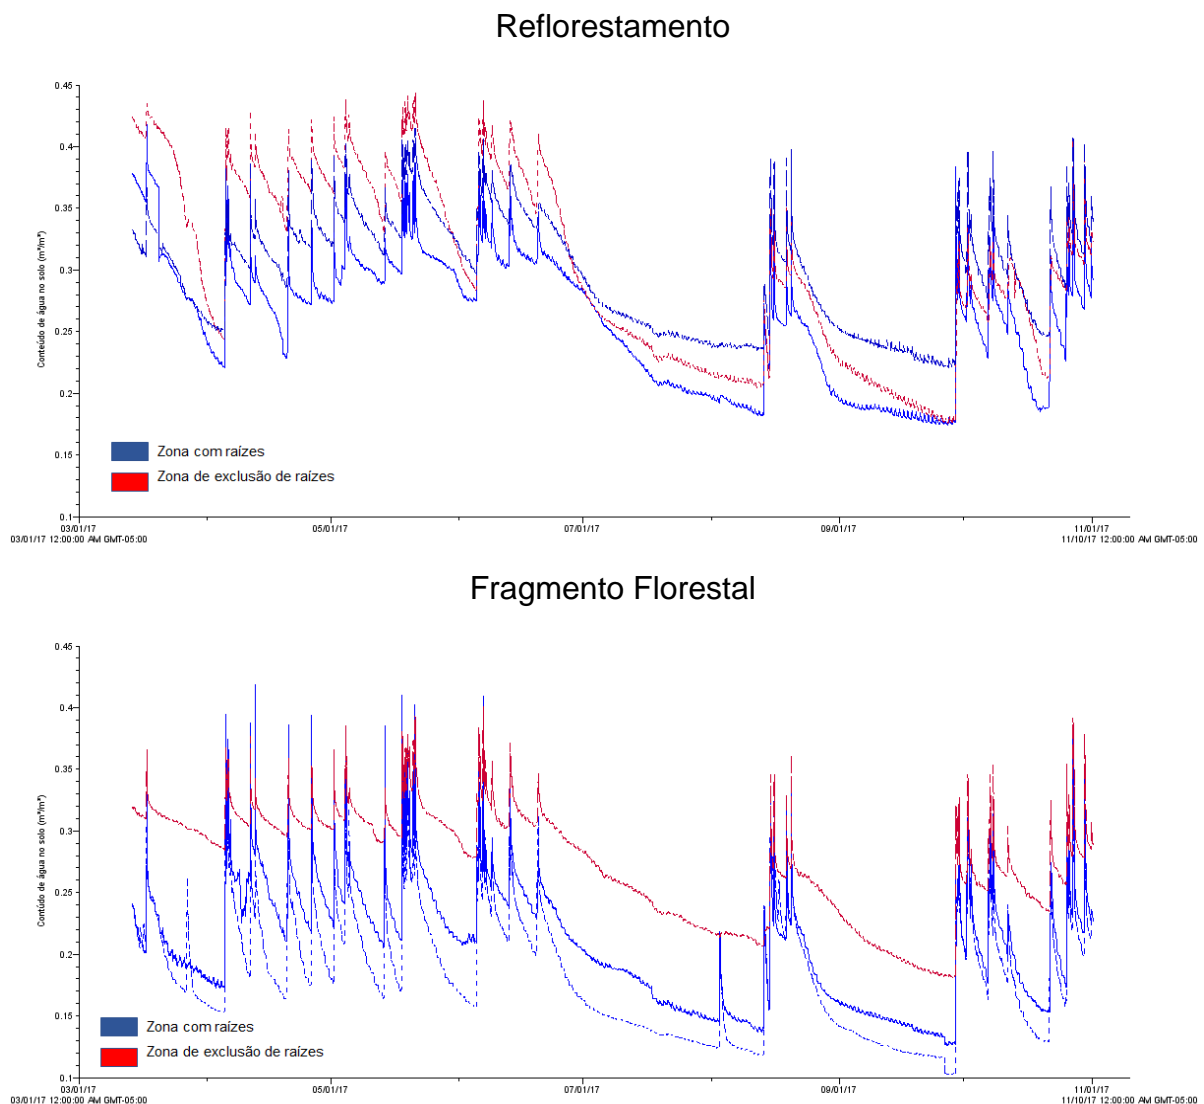 Reflorestamento
Conteúdo de água no solo (m³/m³)
0.45
0.4
0.35
0.3
0.25
0.2
0.15
0.1
Zona com raízes
Zona de exclusão de raízes
03/01/17
05/01/17
07/01/17
09/01/17
11/01/17
03/01/17 12:00:00 AM GMT-05:00
11/10/17 12:00:00 AM GMT-05:00
Fragmento Florestal
Contúdo de água no solo (m³/m³)
0.45
0.4
0.35
0.3
0.25
0.2
0.15
0.1
Zona com raízes
Zona de exclusão de raízes
03/01/17
05/01/17
07/01/17
09/01/17
11/01/17
03/01/17 12:00:00 AM GMT-05:00
11/10/17 12:00:00 AM GMT-05:00